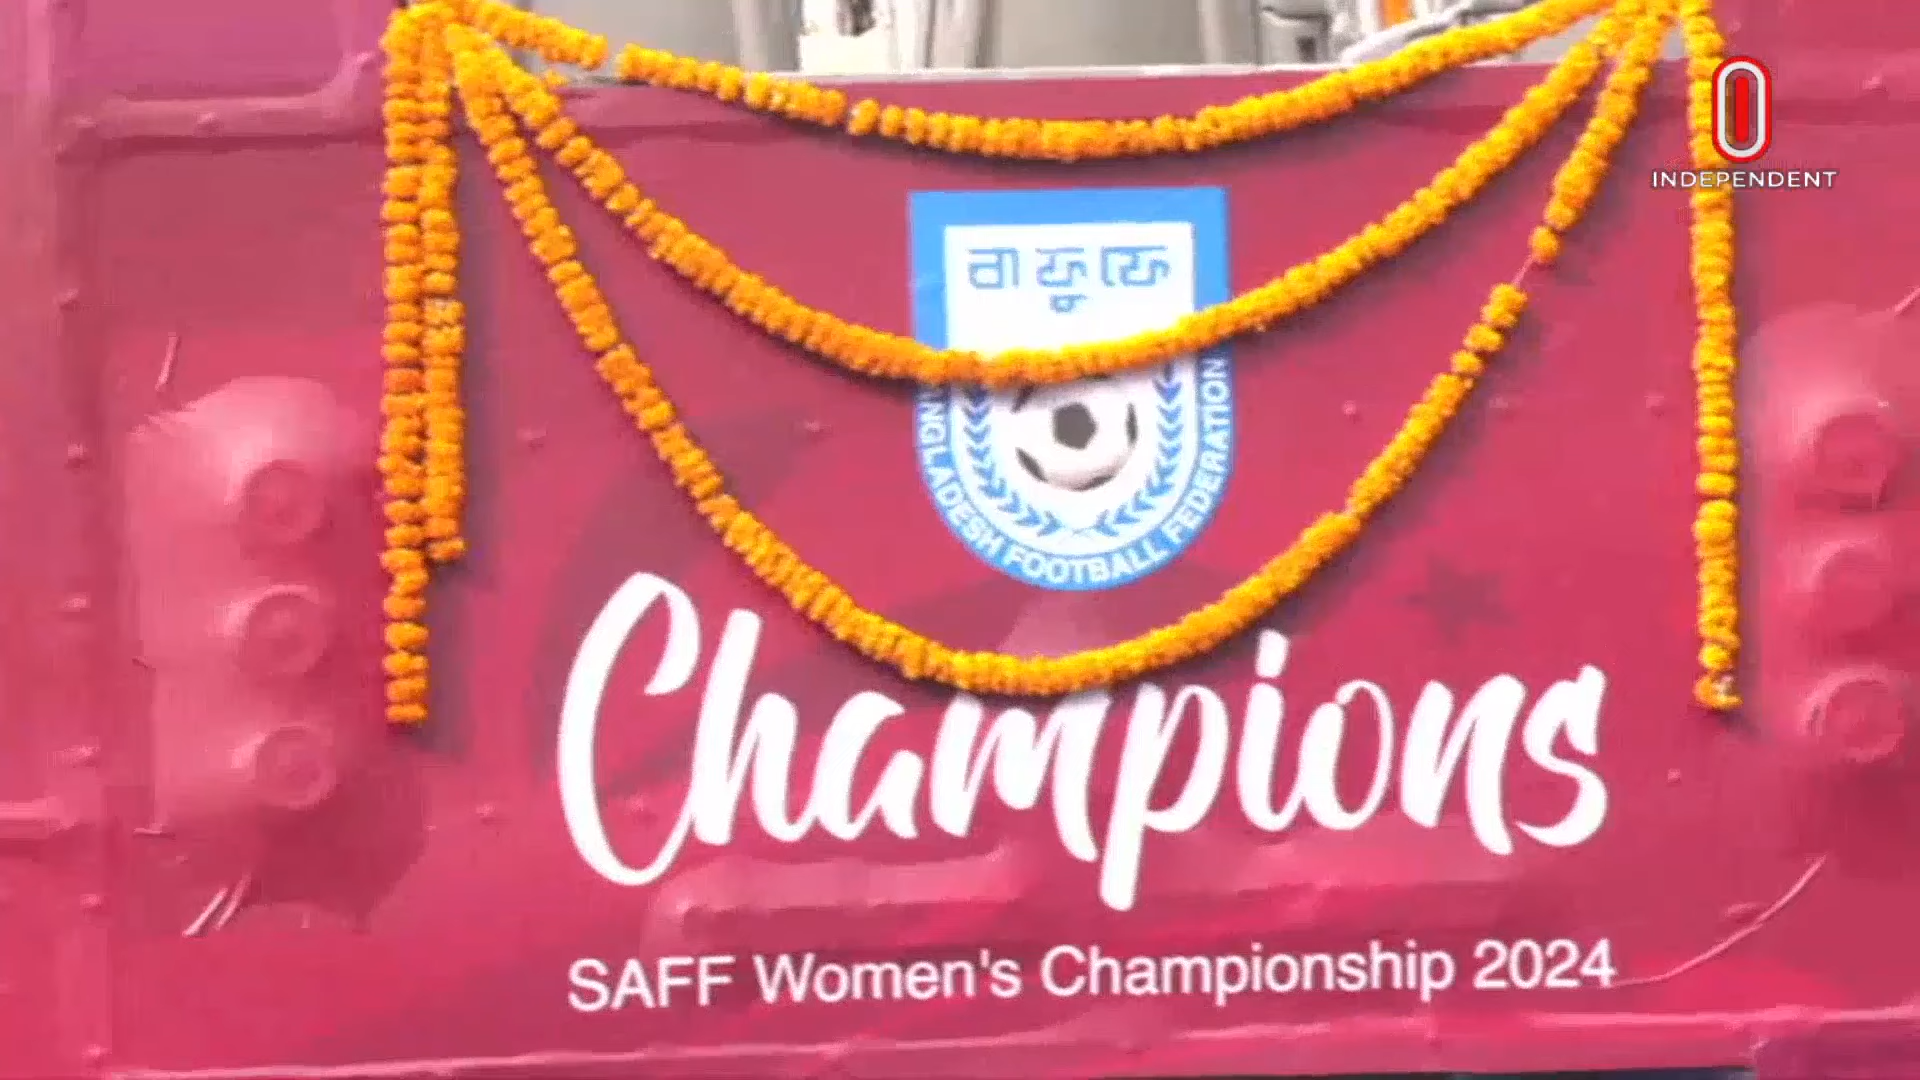 INDEPENDENT
বাফুফে
BANGLADESH FOOTBALL FEDERATION
Champions
SAFF Women's Championship 2024